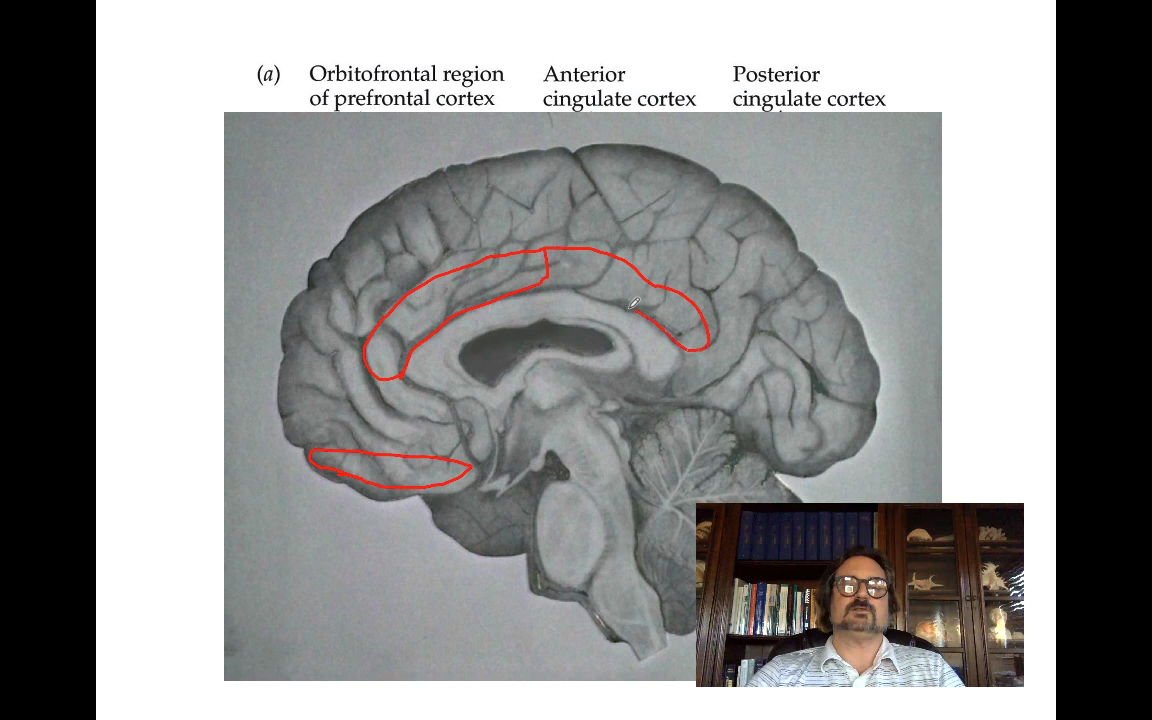 (a) Orbitofrontal region Anterior Posterior
of prefrontal cortex cingulate cortex cingulate cortex